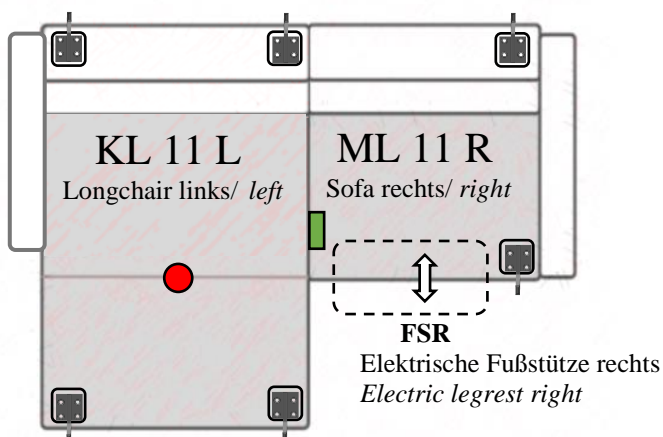 KL 11 L
Longchair links/ left
ML 11 R
Sofa rechts/ right
FSR
Elektrische Fußstütze rechts
Electric legrest right